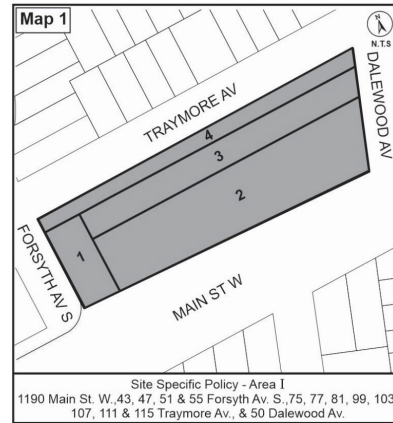 Map 1
N
N.T.S
DALEWOOD AV
TRAYMORE AV
4
3
2
1
FORSYTH AV S
MAIN ST W
Site Specific Policy - Area I
1190 Main St. W.,43, 47, 51 & 55 Forsyth Av. S.,75, 77, 81, 99, 103
107, 111 & 115 Traymore Av., & 50 Dalewood Av.